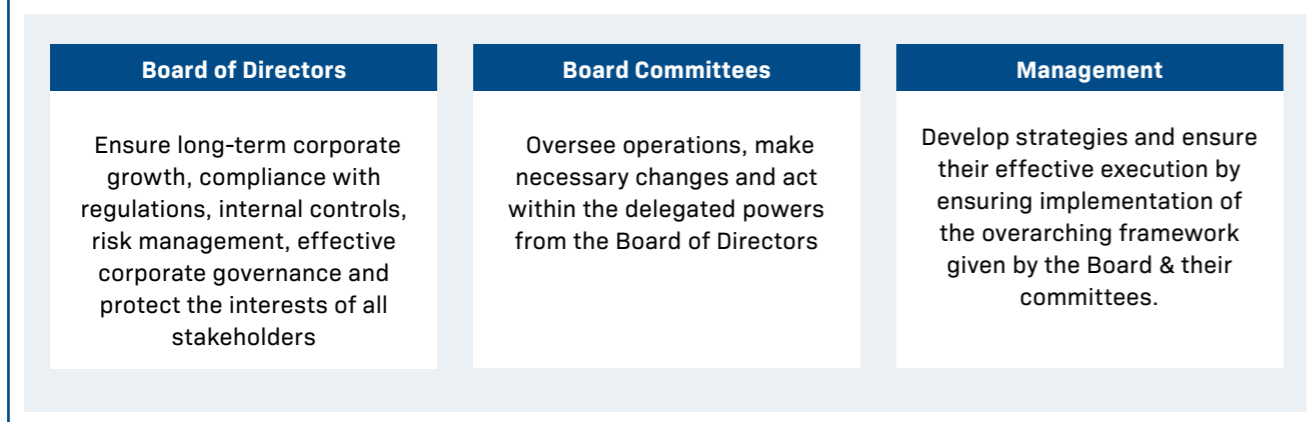 Board of Directors
Ensure long-term corporate
growth, compliance with
regulations, internal controls,
risk management, effective
corporate governance and
protect the interests of all
stakeholders
Board Committees
Oversee operations, make
necessary changes and act
within the delegated powers
from the Board of Directors
Management
Develop strategies and ensure
their effective execution by
ensuring implementation of
the overarching framework
given by the Board & their
committees.